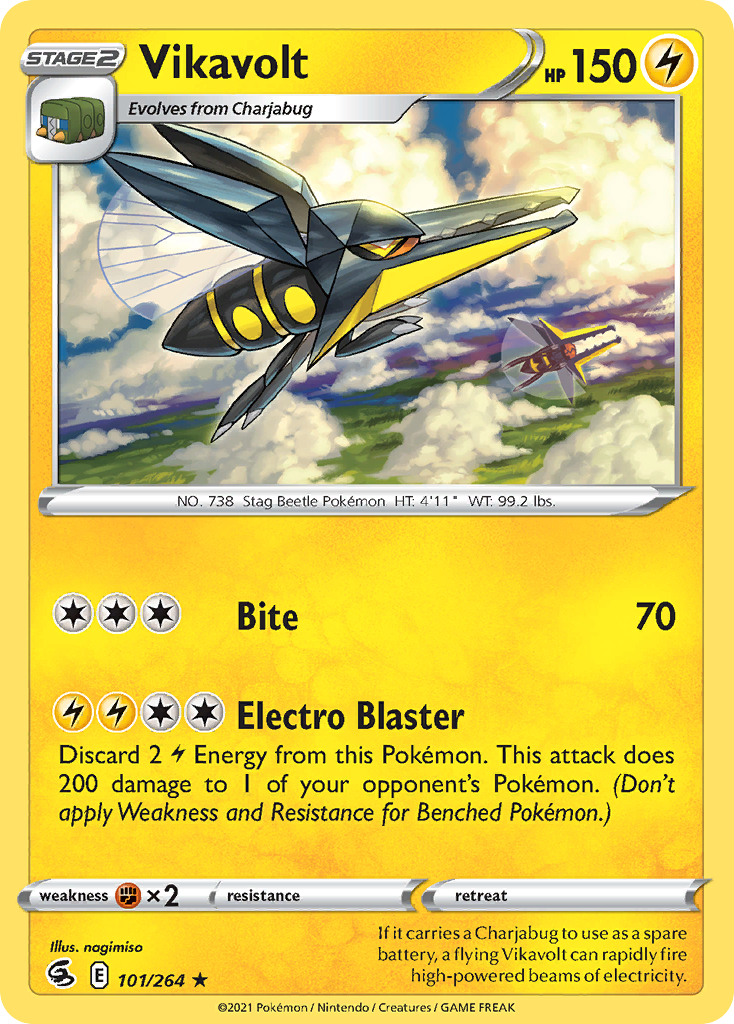 STAGE2
Vikavolt
HP 150
Evolves from Charjabug
NO. 738 Stag Beetle Pokémon HT: 4'11" WT: 99.2 lbs.
Bite 70
Electro Blaster
Discard 2 Energy from this Pokémon. This attack does
200 damage to 1 of your opponent's Pokémon. (Don't
apply Weakness and Resistance for Benched Pokémon.)
weakness ×2 resistance retreat
Illus. nagimiso
If it carries a Charjabug to use as a spare
battery, a flying Vikavolt can rapidly fire
high-powered beams of electricity.
E 101/264 ★
©2021 Pokémon / Nintendo / Creatures / GAME FREAK